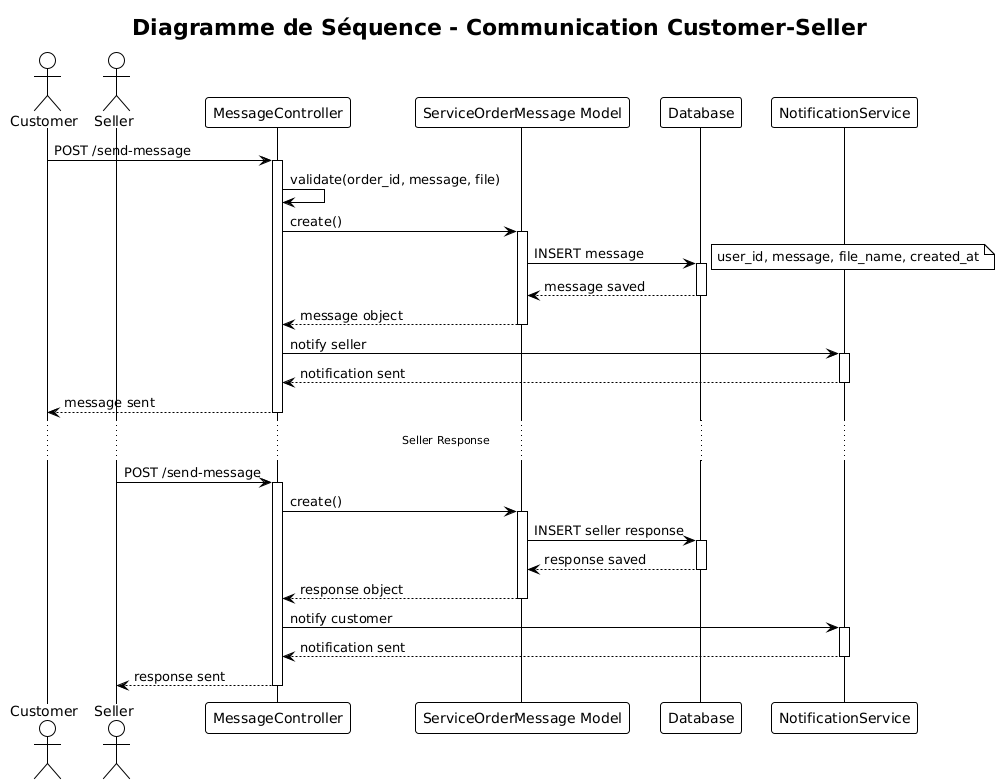 Diagramme de Séquence - Communication Customer-Seller
Customer
Seller
MessageController
ServiceOrderMessage Model
Database
NotificationService
POST /send-message
validate(order_id, message, file)
create()
INSERT message
user_id, message, file_name, created_at
message saved
message object
notify seller
notification sent
message sent
Seller Response
POST /send-message
create()
INSERT seller response
response saved
response object
notify customer
notification sent
response sent
Customer
Seller
MessageController
ServiceOrderMessage Model
Database
NotificationService